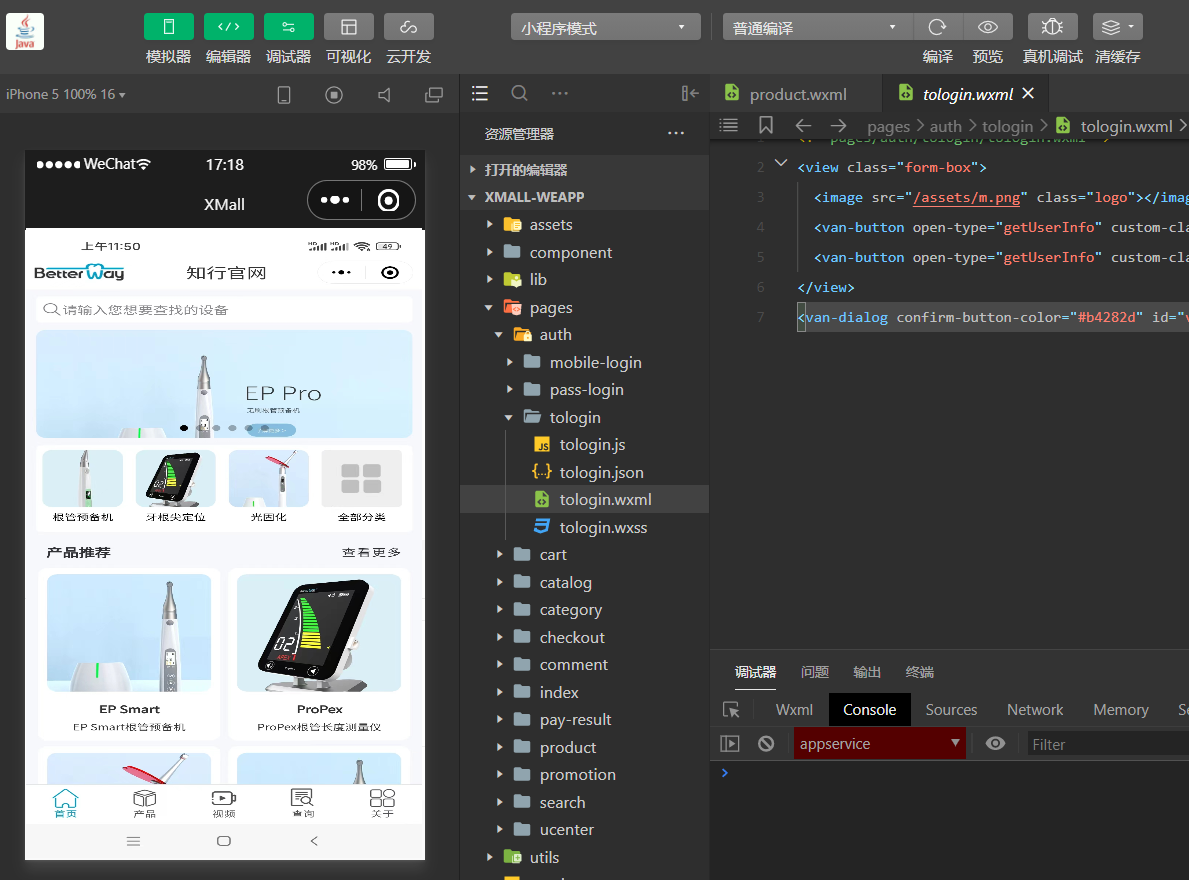 Java
模拟器 编辑器 调试器 可视化 云开发
小程序模式
普通编译
编译 预览 真机调试 清缓存
iPhone 5 100% 16
WeChat 17:18 98%
XMall
上午11:50
HD HD 49
BetterWay 知行官网
请输入您想要查找的设备
EP Pro
无线根管预备机
根管预备机 牙根尖定位 光固化 全部分类
产品推荐 查看更多
02
EP Smart
EP Smart根管预备机
ProPex
ProPex根管长度测量仪
首页 产品 视频 查询 关于
资源管理器
打开的编辑器
XMALL-WEAPP
assets
component
lib
pages
auth
mobile-login
pass-login
tologin
tologin.js
tologin.json
tologin.wxml
tologin.wxss
cart
catalog
category
checkout
comment
index
pay-result
product
promotion
search
ucenter
utils
product.wxml tologin.wxml
pages auth tologin tologin.wxml
2 <view class="form-box">
3 <image src="/assets/m.png" class="logo"></imag
4 <van-button open-type="getUserInfo" custom-cla
5 <van-button open-type="getUserInfo" custom-cla
6 </view>
7 <van-dialog confirm-button-color="#b4282d" id="v
调试器 问题 输出 终端
Wxml Console Sources Network Memory Se
appservice Filter